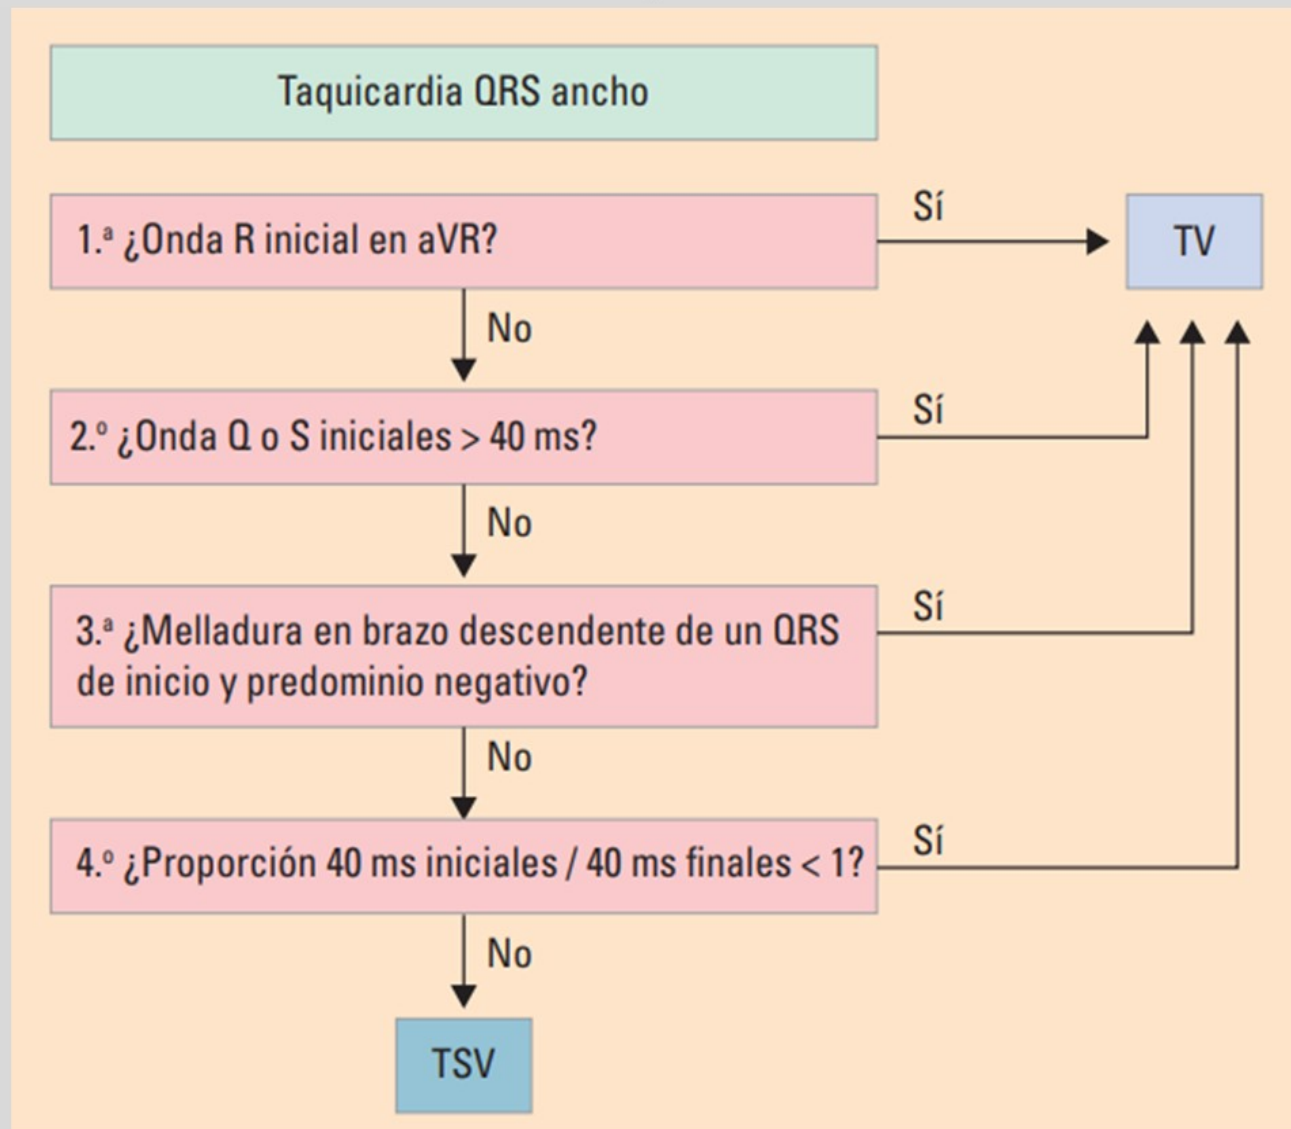 Taquicardia QRS ancho
1.ª ¿Onda R inicial en aVR?
Sí
TV
No
2.º ¿Onda Q o S iniciales > 40 ms?
Sí
No
3.ª ¿Melladura en brazo descendente de un QRS
de inicio y predominio negativo?
Sí
No
4.º ¿Proporción 40 ms iniciales / 40 ms finales < 1?
Sí
No
TSV